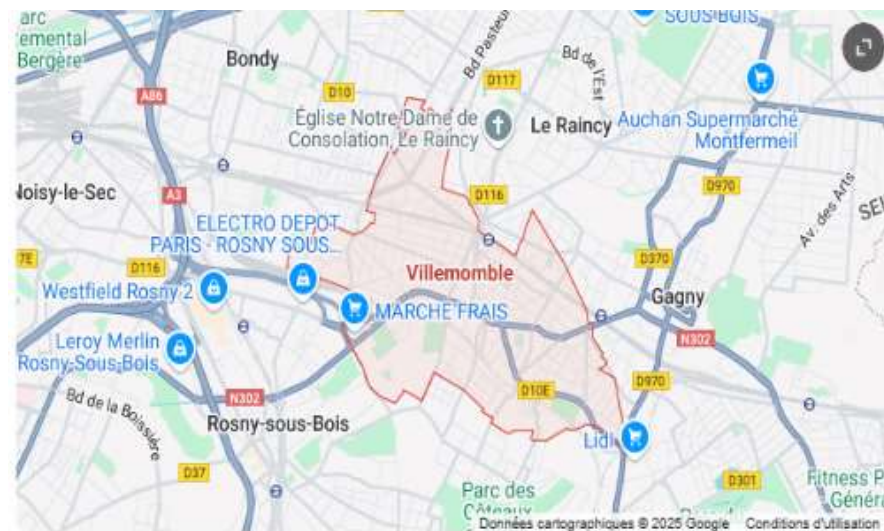 arc
emental
Bergère
Bondy
Bd Pasteur
SOUS BOIS
Bd de l'Est
D117
A86
D10
Église Notre-Dame de
Consolation, Le Raincy
Le Raincy
Auchan Supermarché
Montfermeil
Noisy-le-Sec
A3
D116
D970
Av. des Arts
SEI
ELECTRO DEPOT
PARIS - ROSNY SOUS...
7E
D116
Villemomble
D370
Westfield Rosny 2
MARCHE FRAIS
Gagny
Leroy Merlin
Rosny-Sous-Bois
N302
N302
D10E
D970
Bd de la Boissière
Rosny-sous-Bois
Lidl
D37
D301
Parc des
Côteaux
Fitness P
Généra
Données cartographiques © 2025 Google
Conditions d'utilisation